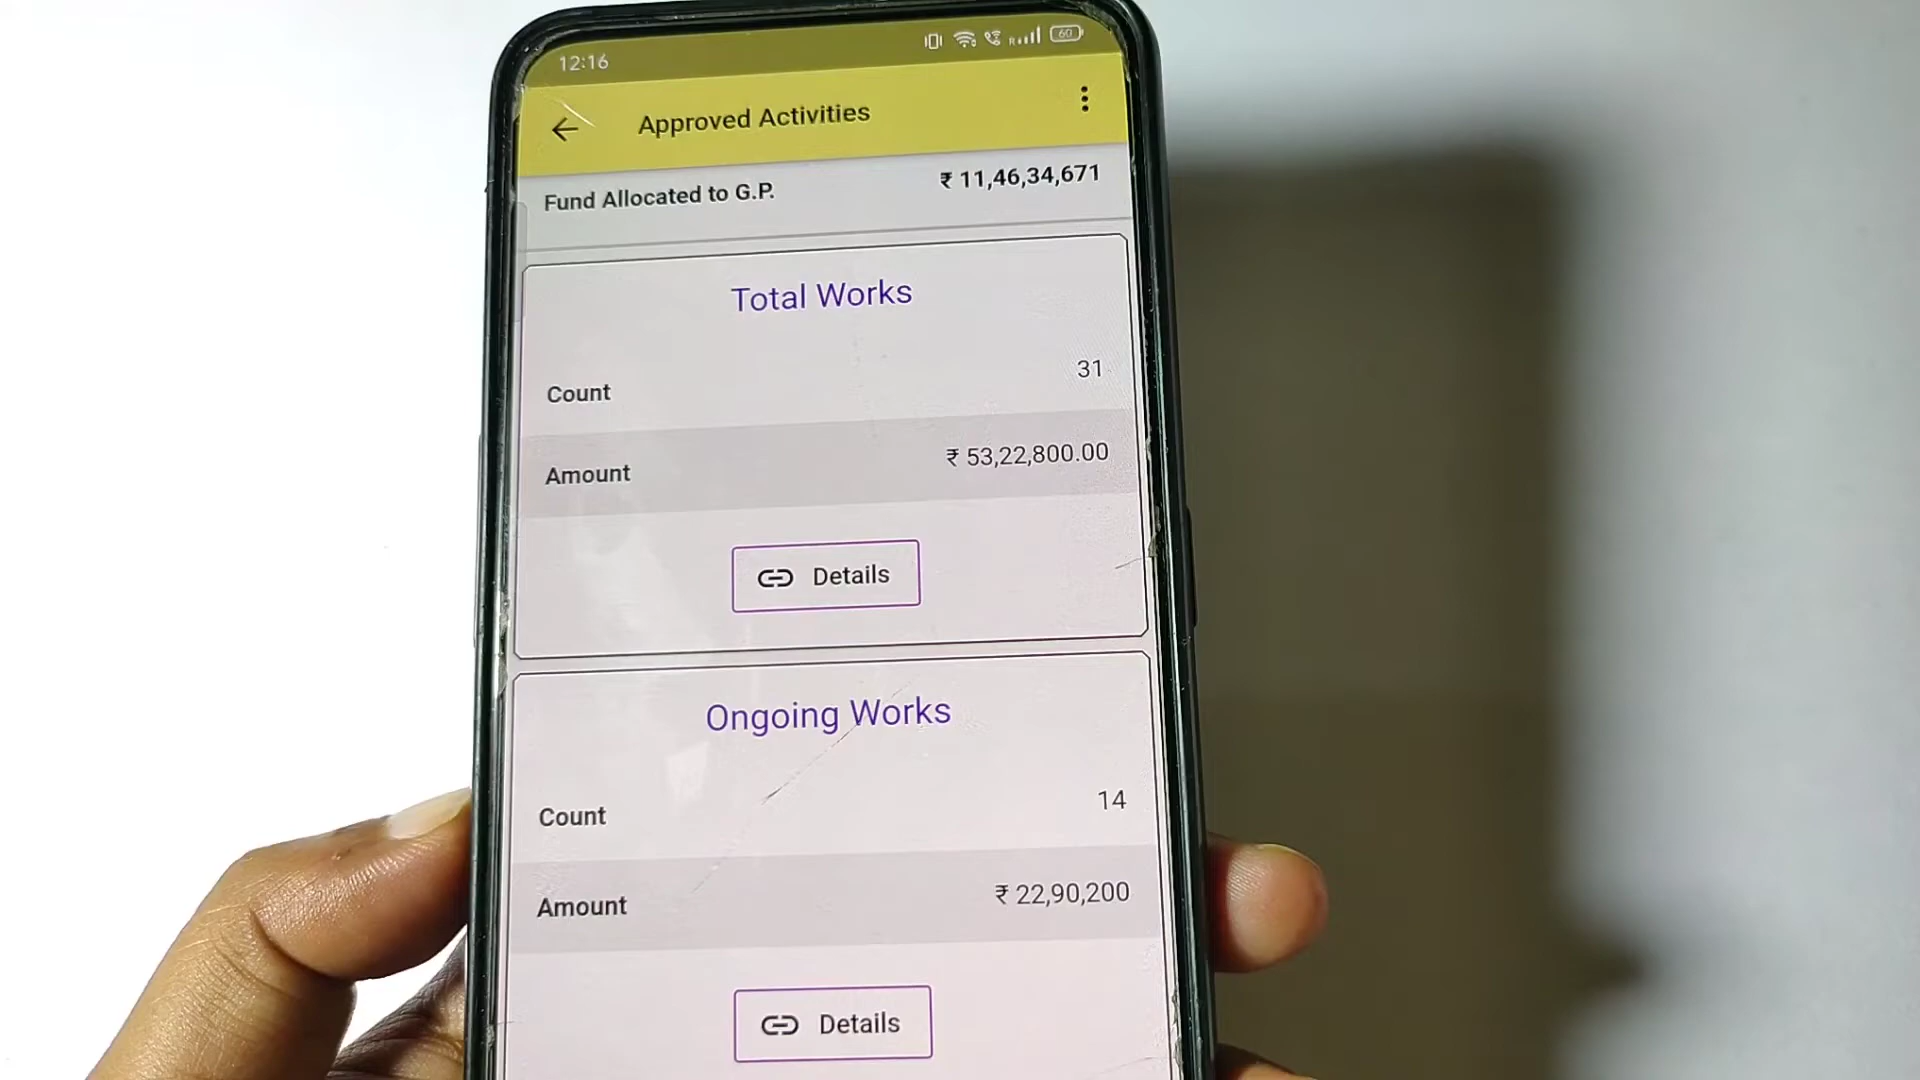 12:16
60
Approved Activities
Fund Allocated to G.P. ₹ 11,46,34,671
Total Works
Count 31
Amount ₹ 53,22,800.00
Details
Ongoing Works
Count 14
Amount ₹ 22,90,200
Details